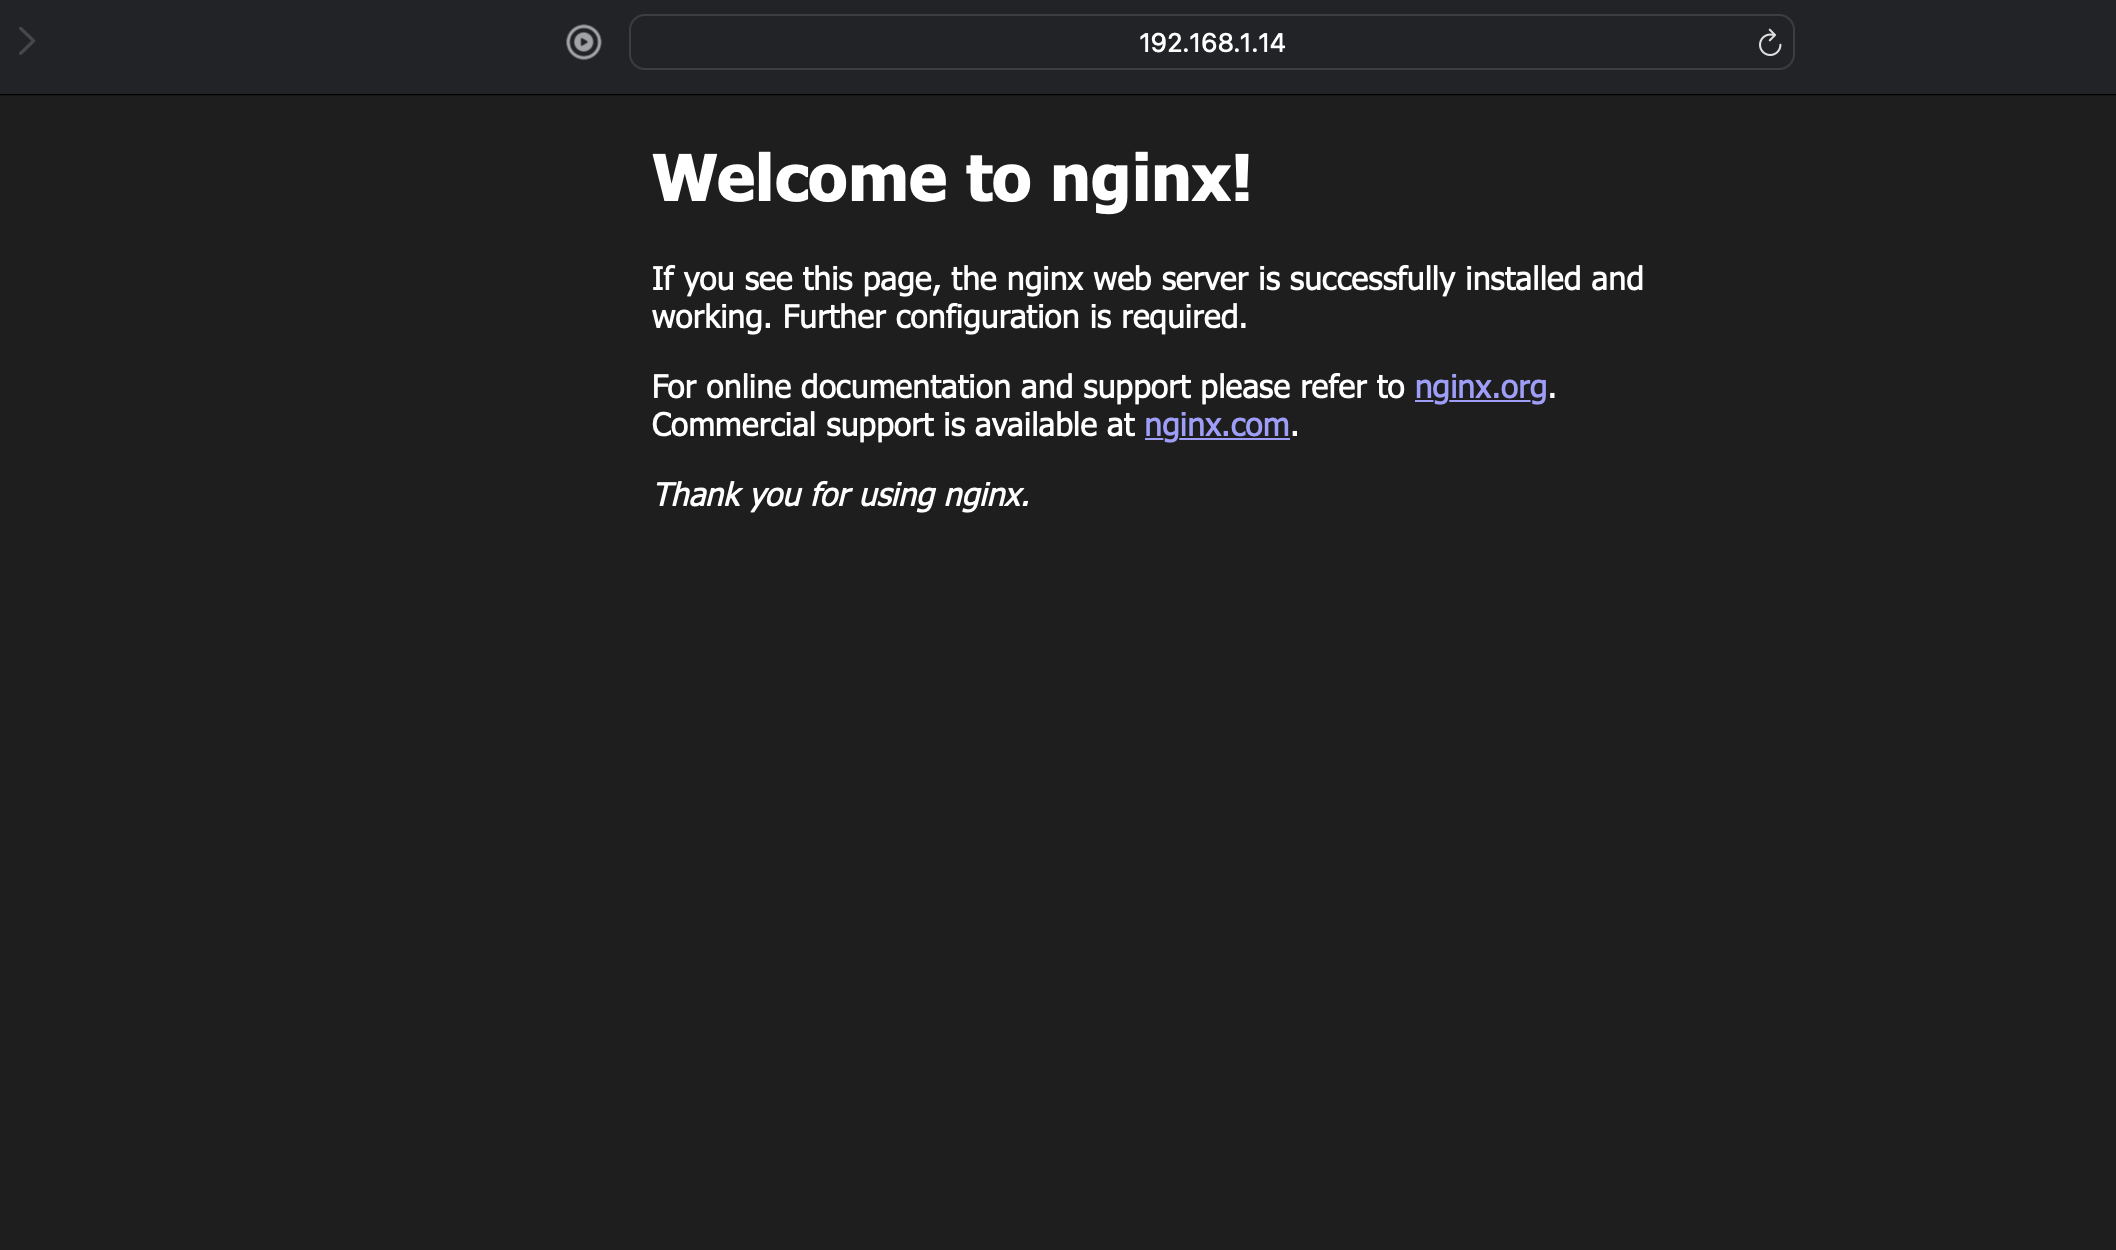 192.168.1.14
Welcome to nginx!
If you see this page, the nginx web server is successfully installed and
working. Further configuration is required.
For online documentation and support please refer to nginx.org.
Commercial support is available at nginx.com.
Thank you for using nginx.